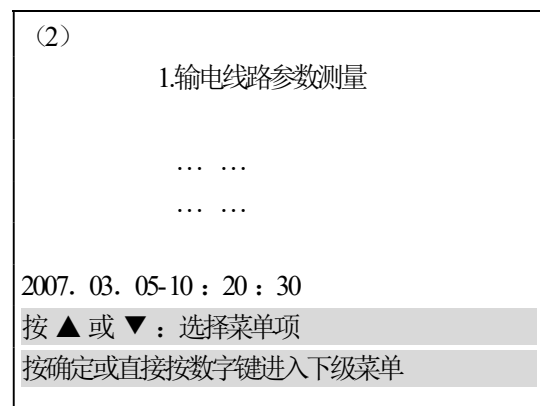 （2）
1.输电线路参数测量
… …
… …
2007．03．05-10：20：30
按 ▲ 或 ▼ ：选择菜单项
按确定或直接按数字键进入下级菜单